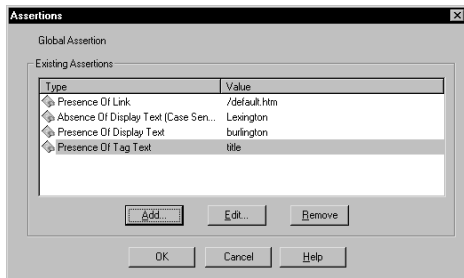 Assertions
Global Assertion
Existing Assertions
Type Value
Presence Of Link /default.htm
Absence Of Display Text (Case Sen... Lexington
Presence Of Display Text burlington
Presence Of Tag Text title
Add... Edit... Remove
OK Cancel Help